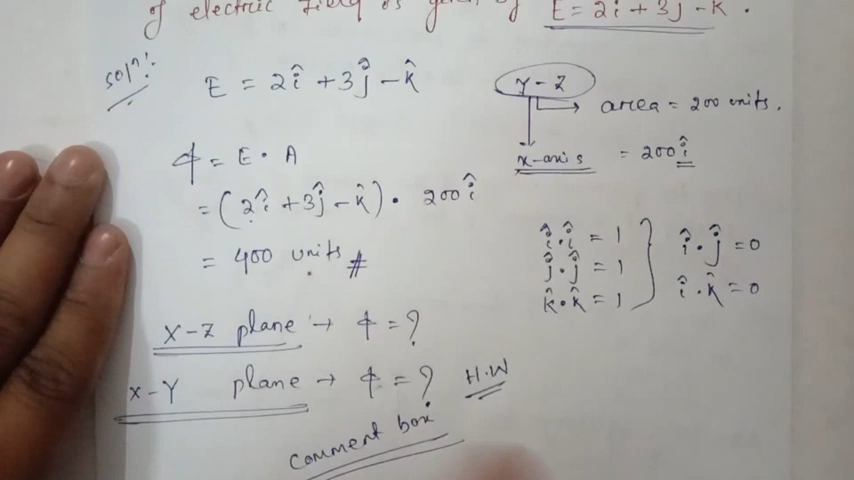 of electric field is given by E = 2î + 3ĵ - k̂ .
solⁿ:
E = 2î + 3ĵ - k̂
ϕ = E · A
= (2î + 3ĵ - k̂) · 200î
= 400 units #
Y-Z
area = 200 units.
x-axis = 200î
î·î = 1
ĵ·ĵ = 1
k̂·k̂ = 1
î·ĵ = 0
î·k̂ = 0
X-Z plane → ϕ = ?
X-Y plane → ϕ = ? H.W
comment box